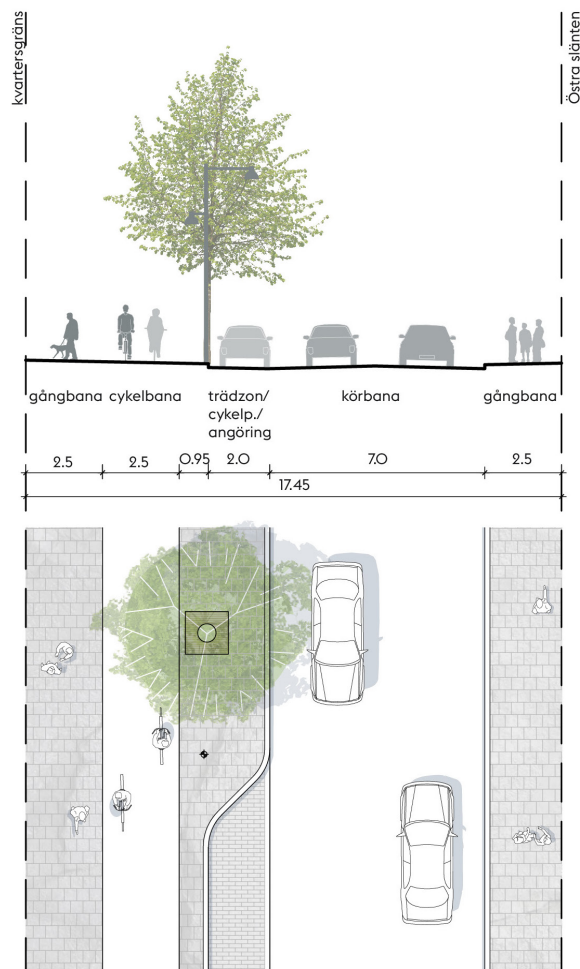 kvartersgräns
Östra slänten
gångbana cykelbana trädzon/ körbana gångbana
cykelp./
angöring
2.5 2.5 0.95 2.0 7.0 2.5
17.45